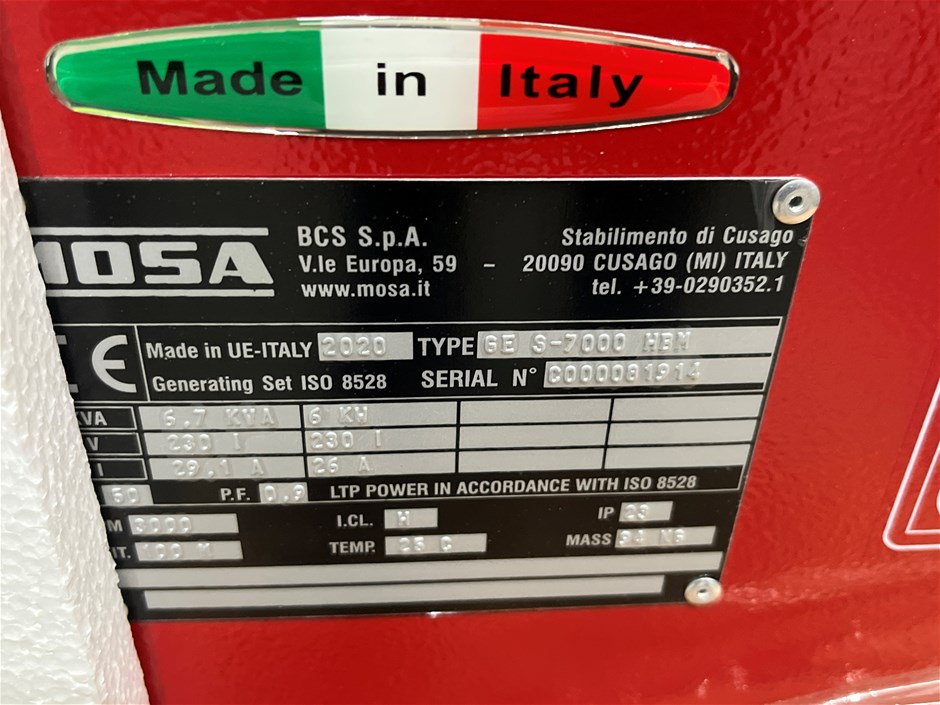 Made in Italy
MOSA
BCS S.p.A.
V.le Europa, 59 – 20090 CUSAGO (MI) ITALY
www.mosa.it
Stabilimento di Cusago
tel. +39-0290352.1
CE
Made in UE-ITALY 2020 TYPE GE S-7000 HBM
Generating Set ISO 8528 SERIAL N° C000081914
VA 6.7 KVA 6 KW
V 230 I 230 I
I 29.1 A 26 A
50 P.F. 0.9 LTP POWER IN ACCORDANCE WITH ISO 8528
M 3000 I.CL. H IP 23
IT. 100 M TEMP. 25 C MASS 94 KG